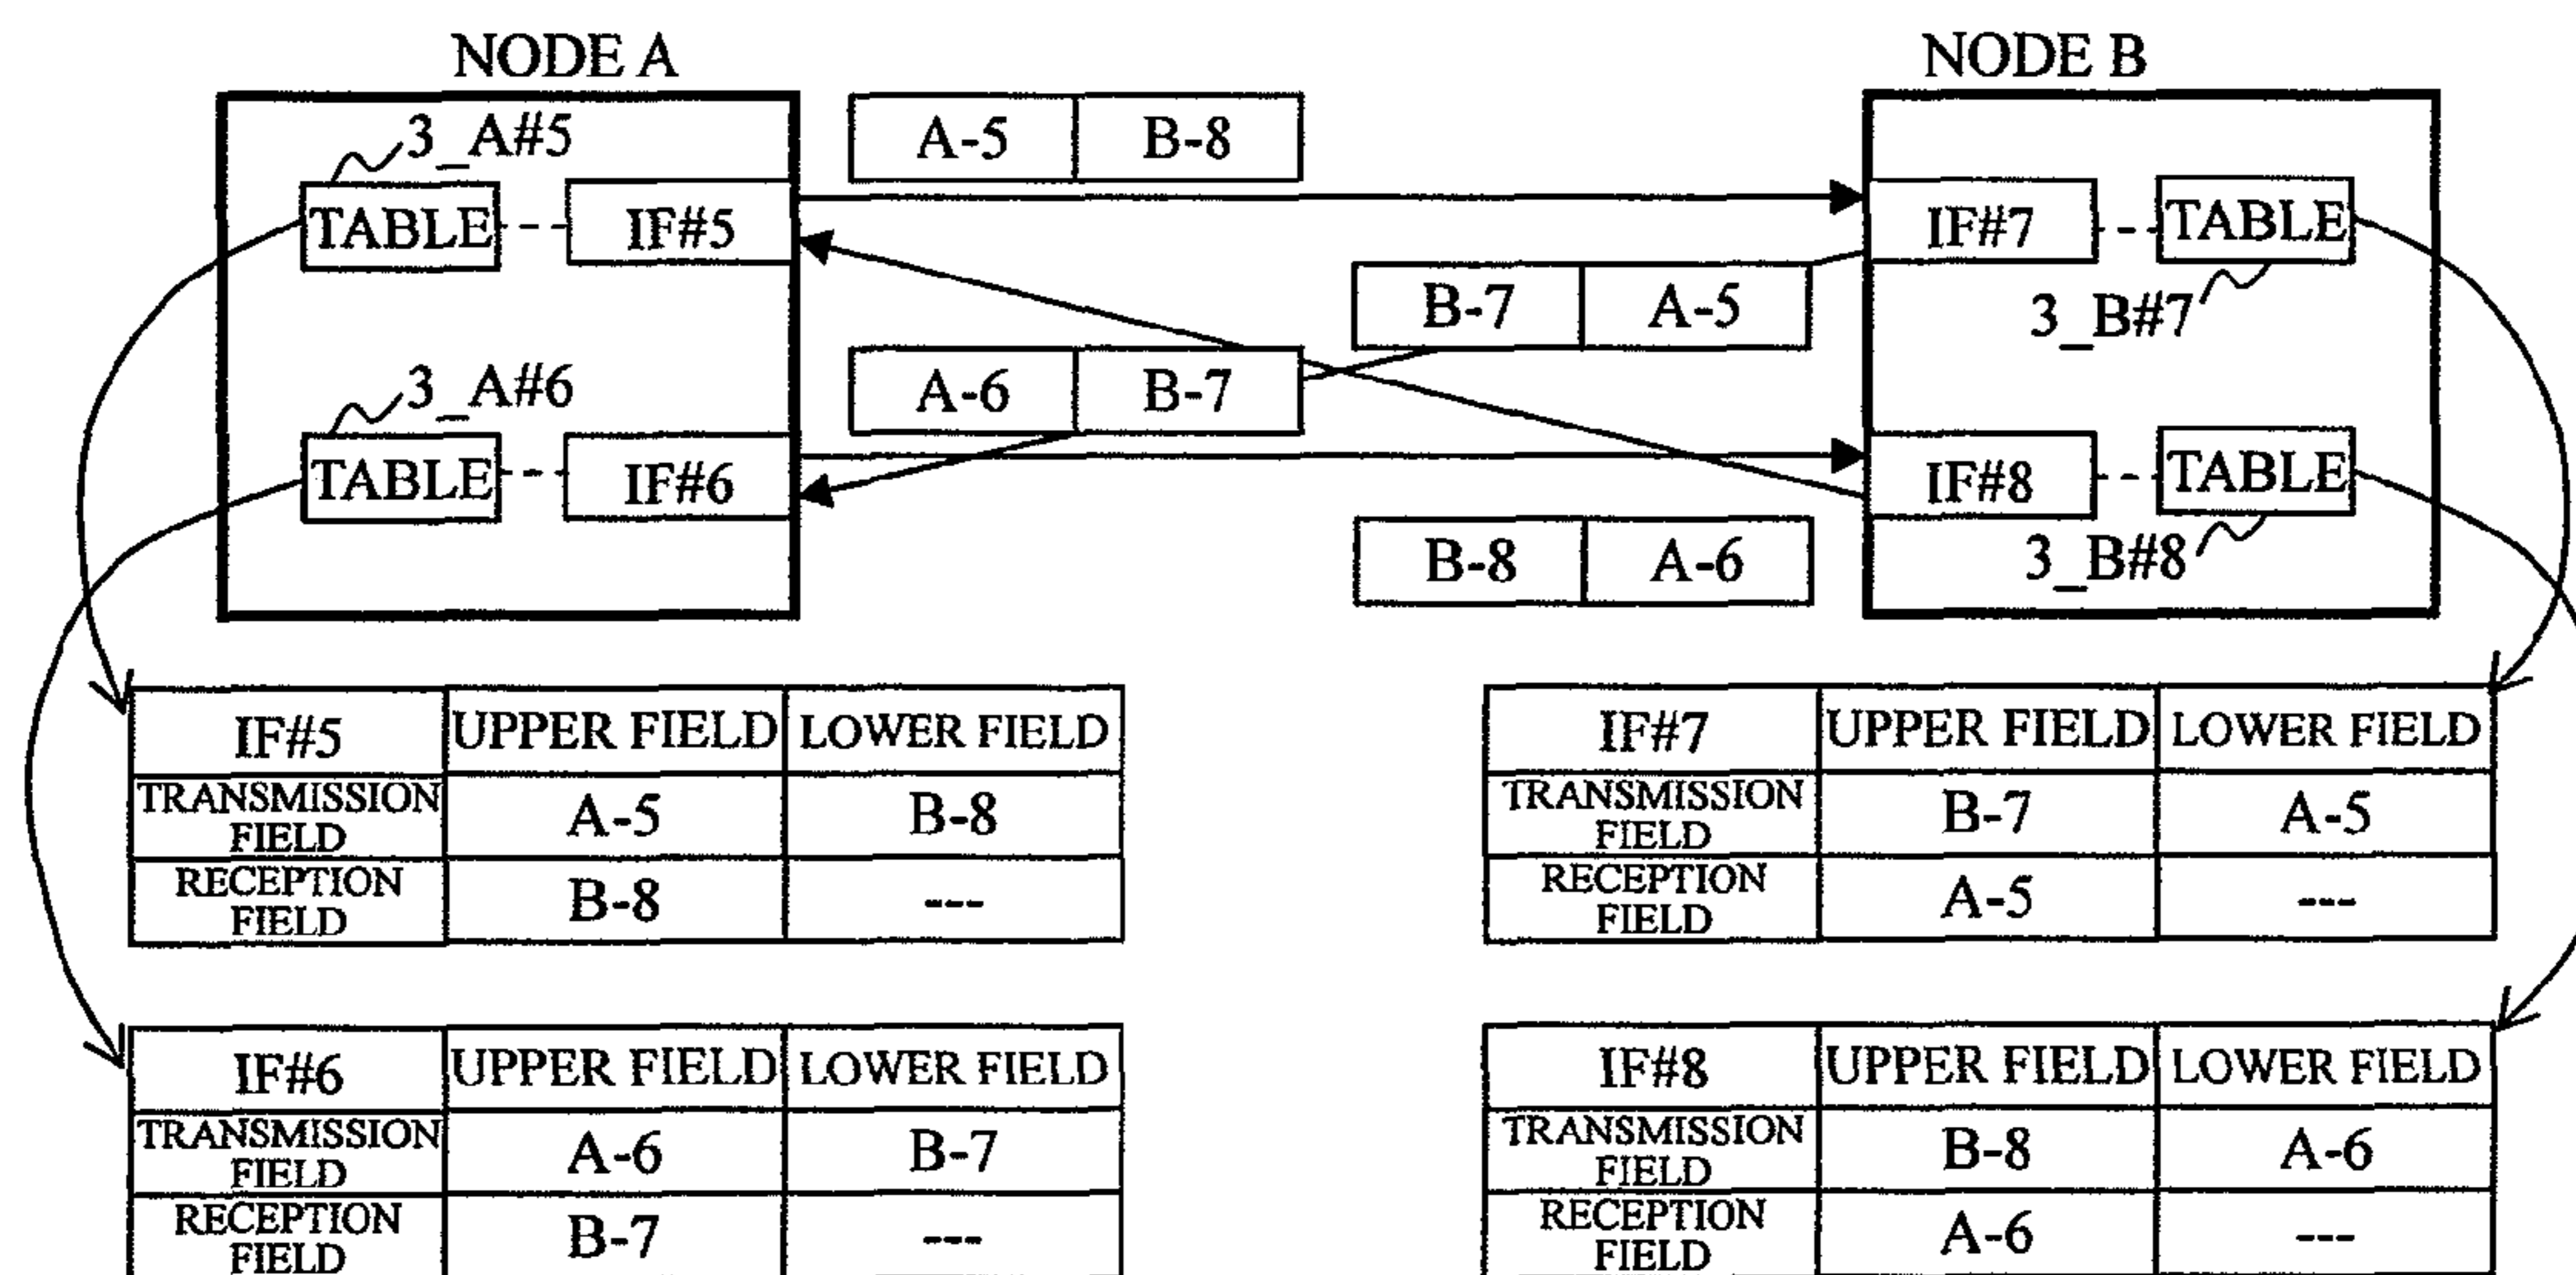 NODE A
NODE B
3_A#5
A-5 B-8
TABLE IF#5
IF#7 TABLE
B-7 A-5
3_B#7
3_A#6
A-6 B-7
TABLE IF#6
IF#8 TABLE
B-8 A-6
3_B#8
IF#5 UPPER FIELD LOWER FIELD
TRANSMISSION
FIELD
A-5 B-8
RECEPTION
FIELD
B-8 ---
IF#7 UPPER FIELD LOWER FIELD
TRANSMISSION
FIELD
B-7 A-5
RECEPTION
FIELD
A-5 ---
IF#6 UPPER FIELD LOWER FIELD
TRANSMISSION
FIELD
A-6 B-7
RECEPTION
FIELD
B-7 ---
IF#8 UPPER FIELD LOWER FIELD
TRANSMISSION
FIELD
B-8 A-6
RECEPTION
FIELD
A-6 ---